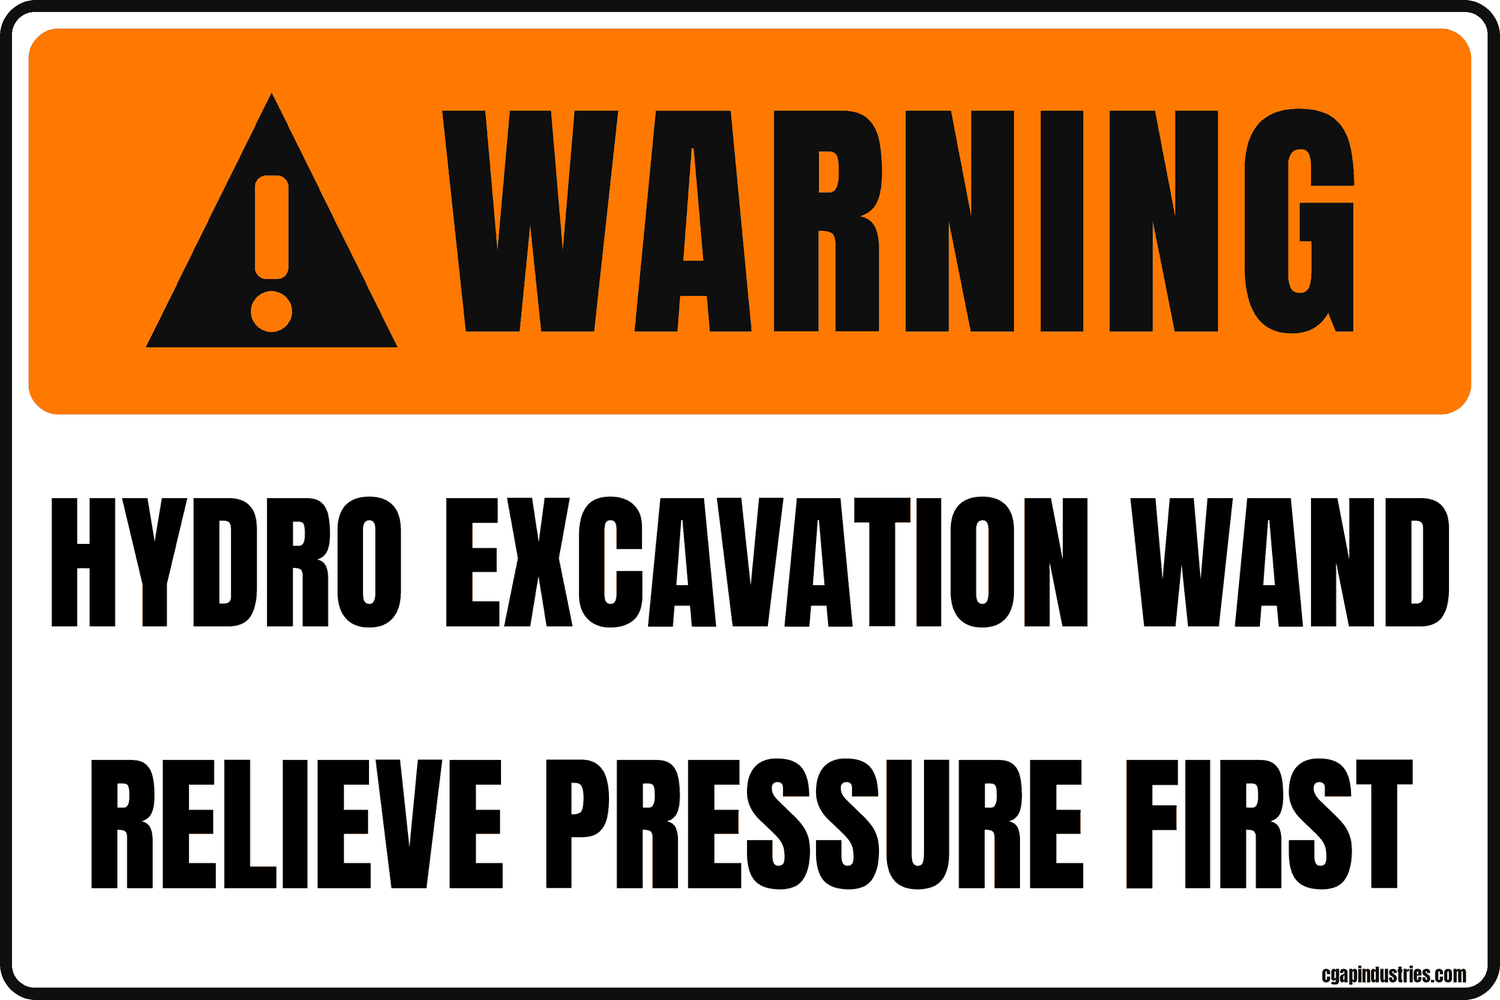 WARNING
HYDRO EXCAVATION WAND
RELIEVE PRESSURE FIRST
cgapindustries.com